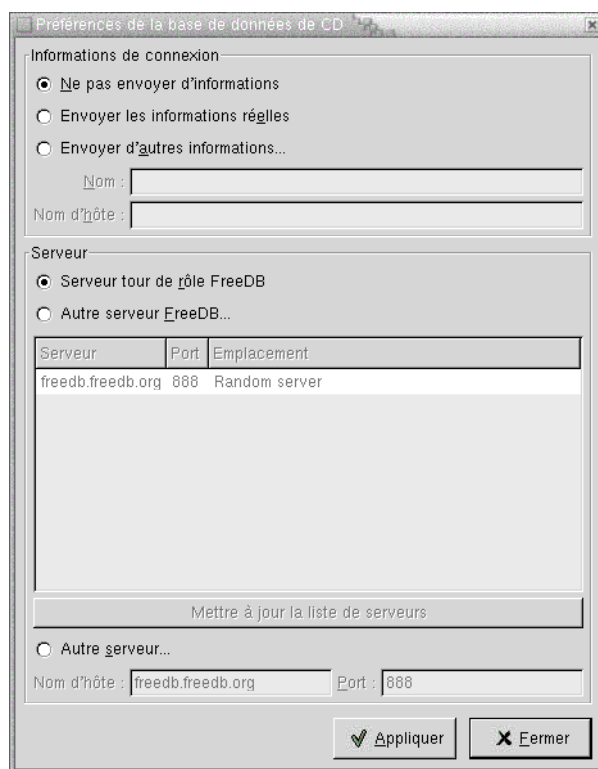 Préférences de la base de données de CD
Informations de connexion
Ne pas envoyer d'informations
Envoyer les informations réelles
Envoyer d'autres informations...
Nom :
Nom d'hôte :
Serveur
Serveur tour de rôle FreeDB
Autre serveur FreeDB...
Serveur Port Emplacement
freedb.freedb.org 888 Random server
Mettre à jour la liste de serveurs
Autre serveur...
Nom d'hôte : freedb.freedb.org Port : 888
Appliquer Fermer